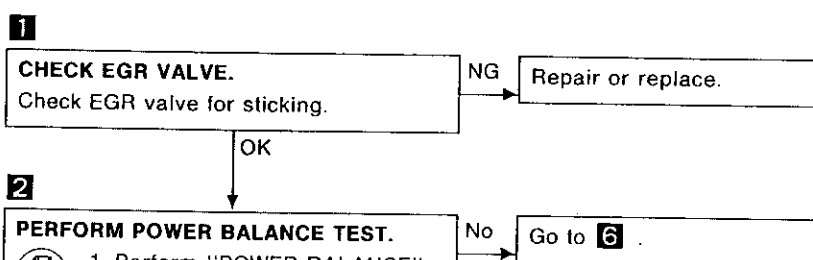 1
CHECK EGR VALVE.
Check EGR valve for sticking.
NG
Repair or replace.
OK
2
PERFORM POWER BALANCE TEST.
No
Go to 6 .
1. Perform "POWER BALANCE"